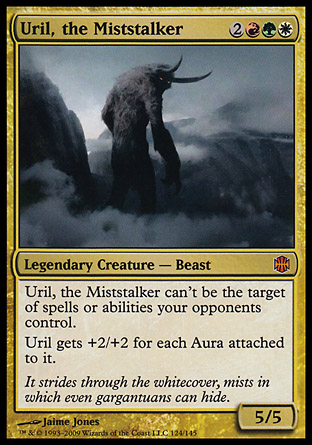 Uril, the Miststalker 2
Legendary Creature — Beast
Uril, the Miststalker can't be the target
of spells or abilities your opponents
control.
Uril gets +2/+2 for each Aura attached
to it.
It strides through the whitecover, mists in
which even gargantuans can hide.
5/5
Jaime Jones
™ & © 1993–2009 Wizards of the Coast LLC 124/145